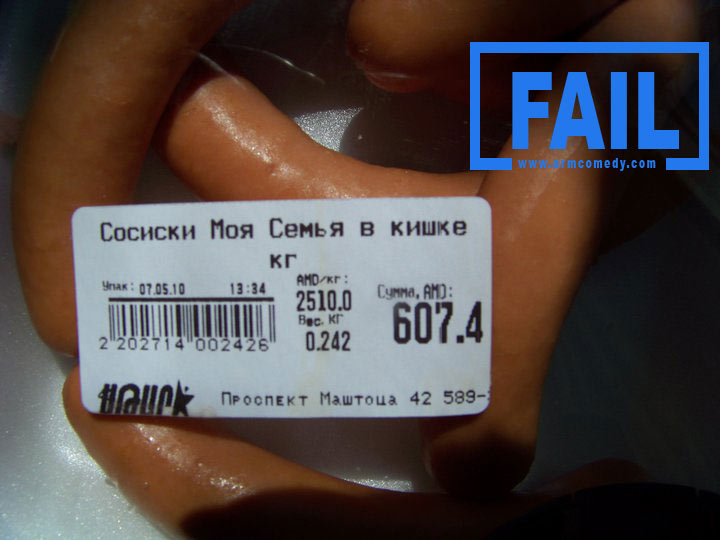 FAIL
www.armcomedy.com
Сосиски Моя Семья в кишке
кг
Упак: 07.05.10 13:34
AMD/кг:
2510.0
Вес, КГ
0.242
Сумма, AMD:
607.4
2 202714 002426
Проспект Маштоца 42 589-